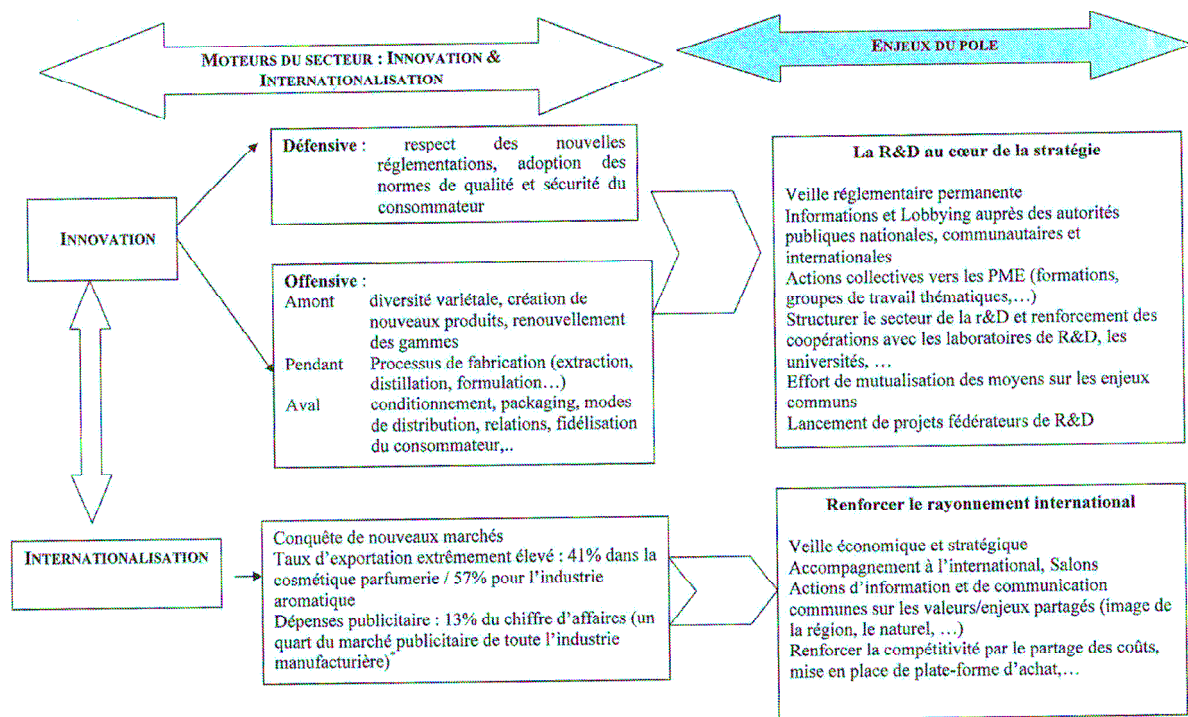 MOTEURS DU SECTEUR : INNOVATION &
INTERNATIONALISATION
ENJEUX DU POLE
INNOVATION
Défensive : respect des nouvelles
réglementations, adoption des
normes de qualité et sécurité du
consommateur
Offensive :
Amont diversité variétale, création de
nouveaux produits, renouvellement
des gammes
Pendant Processus de fabrication (extraction,
distillation, formulation…)
Aval conditionnement, packaging, modes
de distribution, relations, fidélisation
du consommateur,..
La R&D au cœur de la stratégie
Veille réglementaire permanente
Informations et Lobbying auprès des autorités
publiques nationales, communautaires et
internationales
Actions collectives vers les PME (formations,
groupes de travail thématiques,…)
Structurer le secteur de la r&D et renforcement des
coopérations avec les laboratoires de R&D, les
universités, …
Effort de mutualisation des moyens sur les enjeux
communs
Lancement de projets fédérateurs de R&D
INTERNATIONALISATION
Conquête de nouveaux marchés
Taux d'exportation extrêmement élevé : 41% dans la
cosmétique parfumerie / 57% pour l'industrie
aromatique
Dépenses publicitaire : 13% du chiffre d'affaires (un
quart du marché publicitaire de toute l'industrie
manufacturière)*
Renforcer le rayonnement international
Veille économique et stratégique
Accompagnement à l'international, Salons
Actions d'information et de communication
communes sur les valeurs/enjeux partagés (image de
la région, le naturel, …)
Renforcer la compétitivité par le partage des coûts,
mise en place de plate-forme d'achat,…